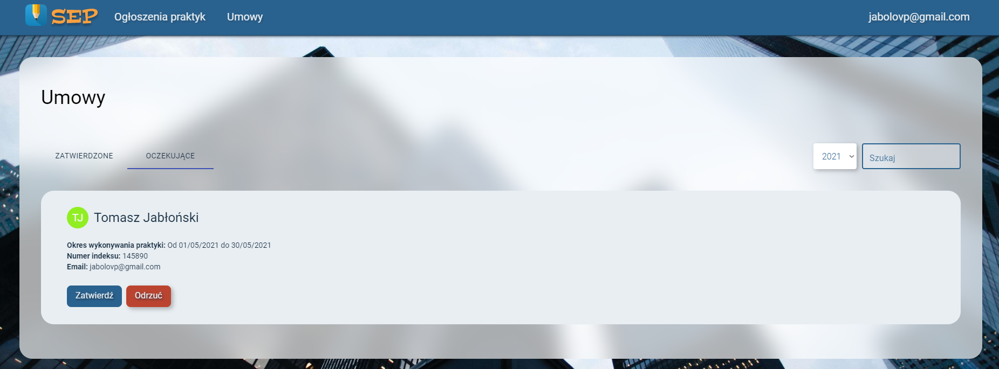 SEP Ogłoszenia praktyk Umowy jabolovp@gmail.com
Umowy
ZATWIERDZONE OCZEKUJĄCE 2021 Szukaj
TJ Tomasz Jabłoński
Okres wykonywania praktyki: Od 01/05/2021 do 30/05/2021
Numer indeksu: 145890
Email: jabolovp@gmail.com
Zatwierdź Odrzuć